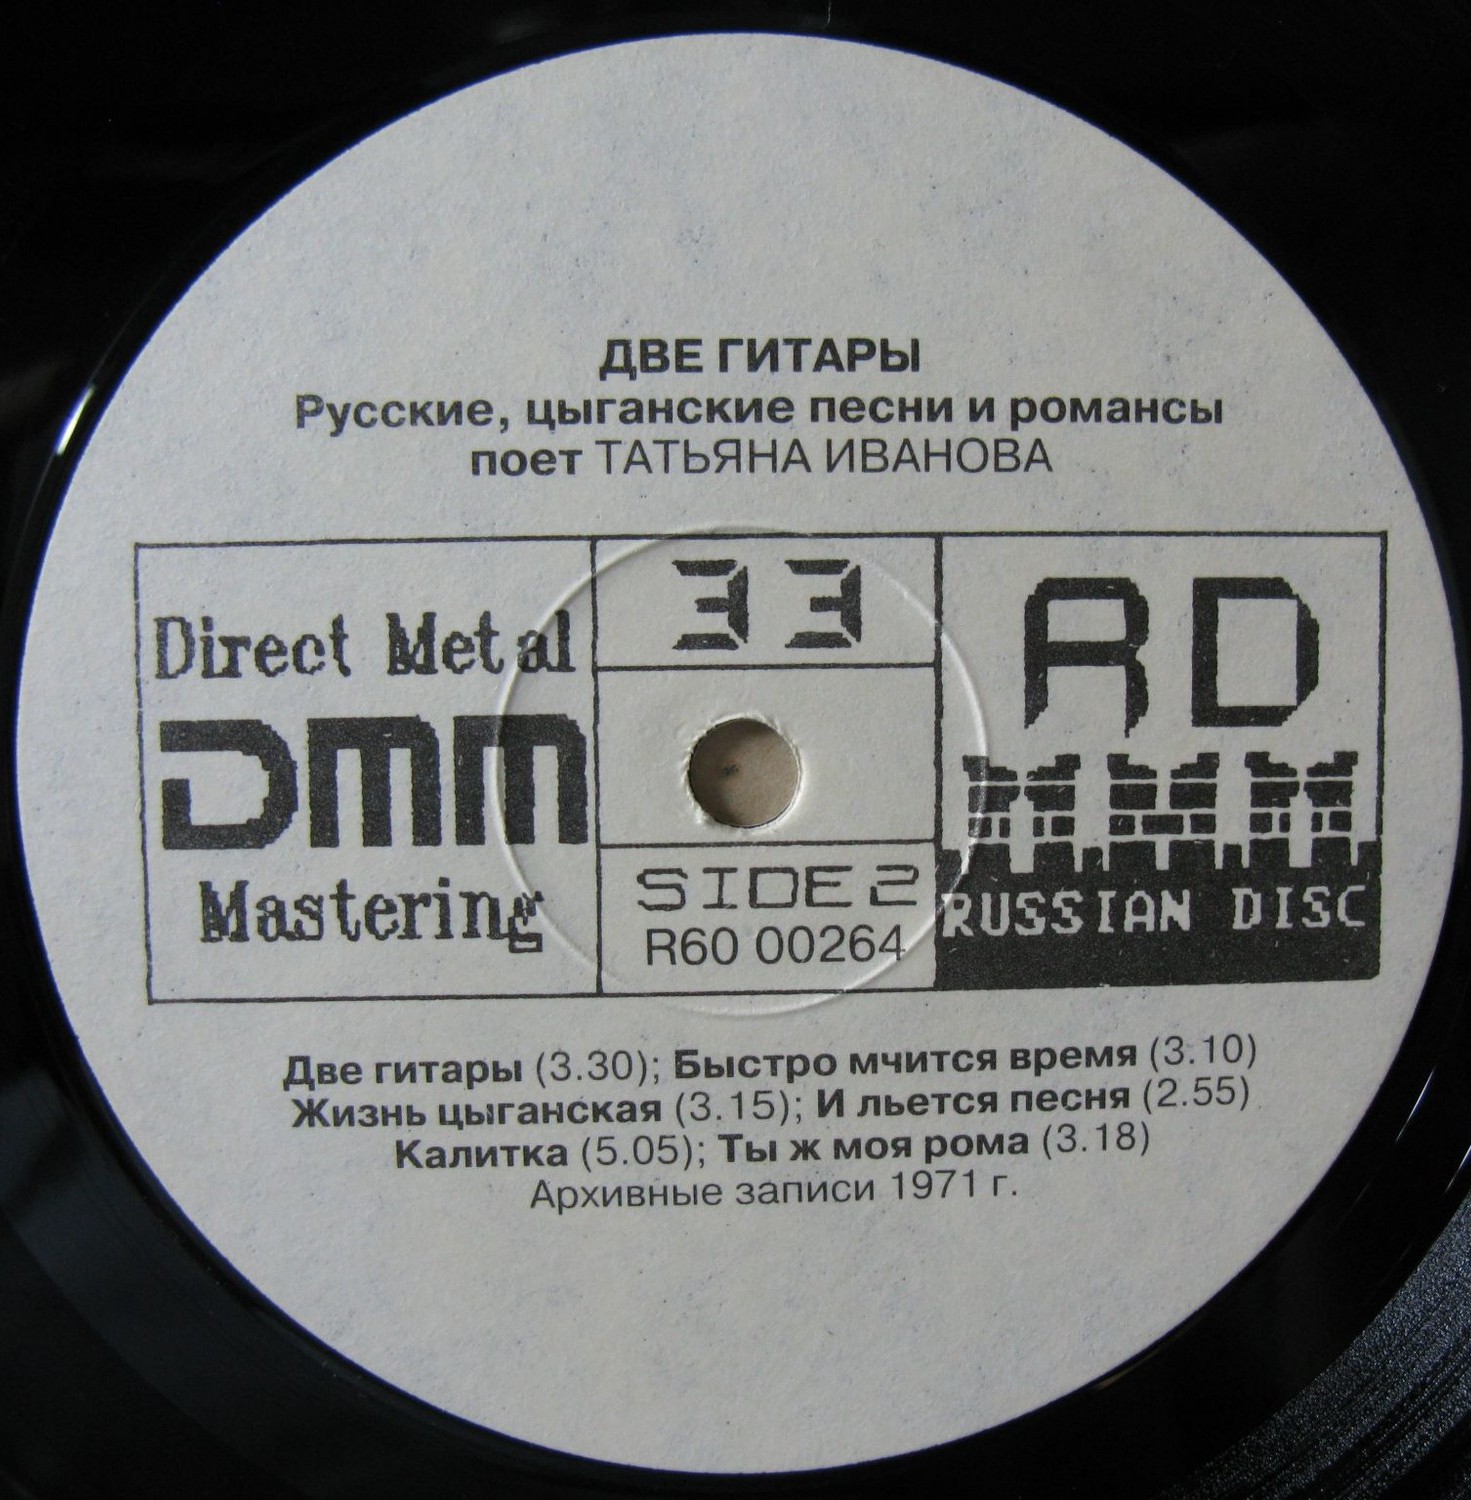 ДВЕ ГИТАРЫ
Русские, цыганские песни и романсы
поет ТАТЬЯНА ИВАНОВА
Direct Metal
DMM
Mastering
33
SIDE 2
R60 00264
RD
RUSSIAN DISC
Две гитары (3.30); Быстро мчится время (3.10)
Жизнь цыганская (3.15); И льется песня (2.55)
Калитка (5.05); Ты ж моя рома (3.18)
Архивные записи 1971 г.